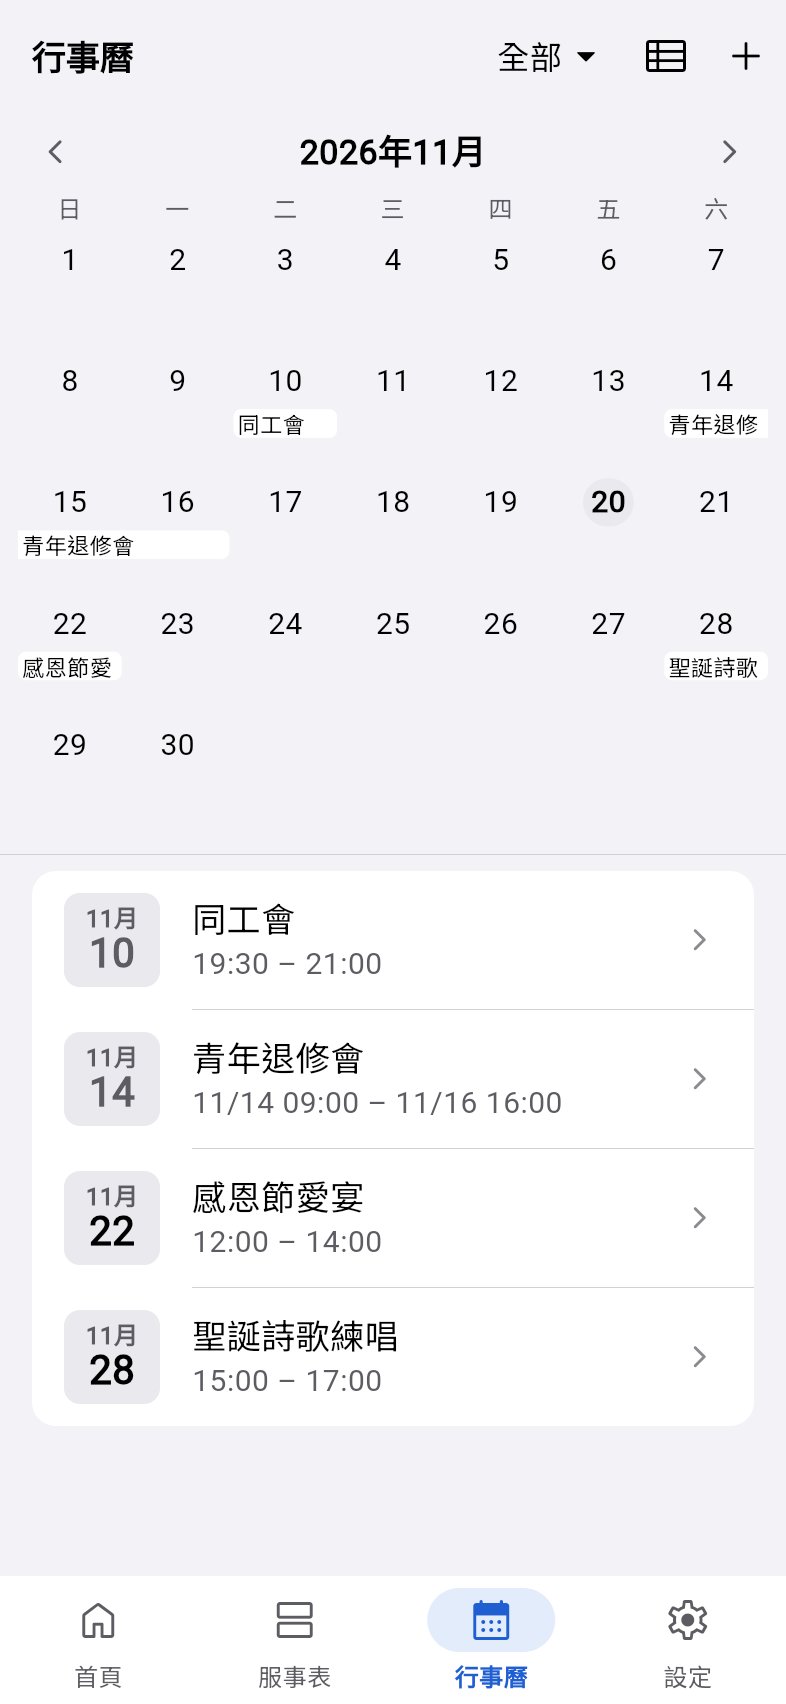 行事曆 全部
2026年11月
日 一 二 三 四 五 六
1 2 3 4 5 6 7
8 9 10 11 12 13 14
同工會 青年退修
15 16 17 18 19 20 21
青年退修會
22 23 24 25 26 27 28
感恩節愛 聖誕詩歌
29 30
11月
10
同工會
19:30 – 21:00
11月
14
青年退修會
11/14 09:00 – 11/16 16:00
11月
22
感恩節愛宴
12:00 – 14:00
11月
28
聖誕詩歌練唱
15:00 – 17:00
首頁 服事表 行事曆 設定